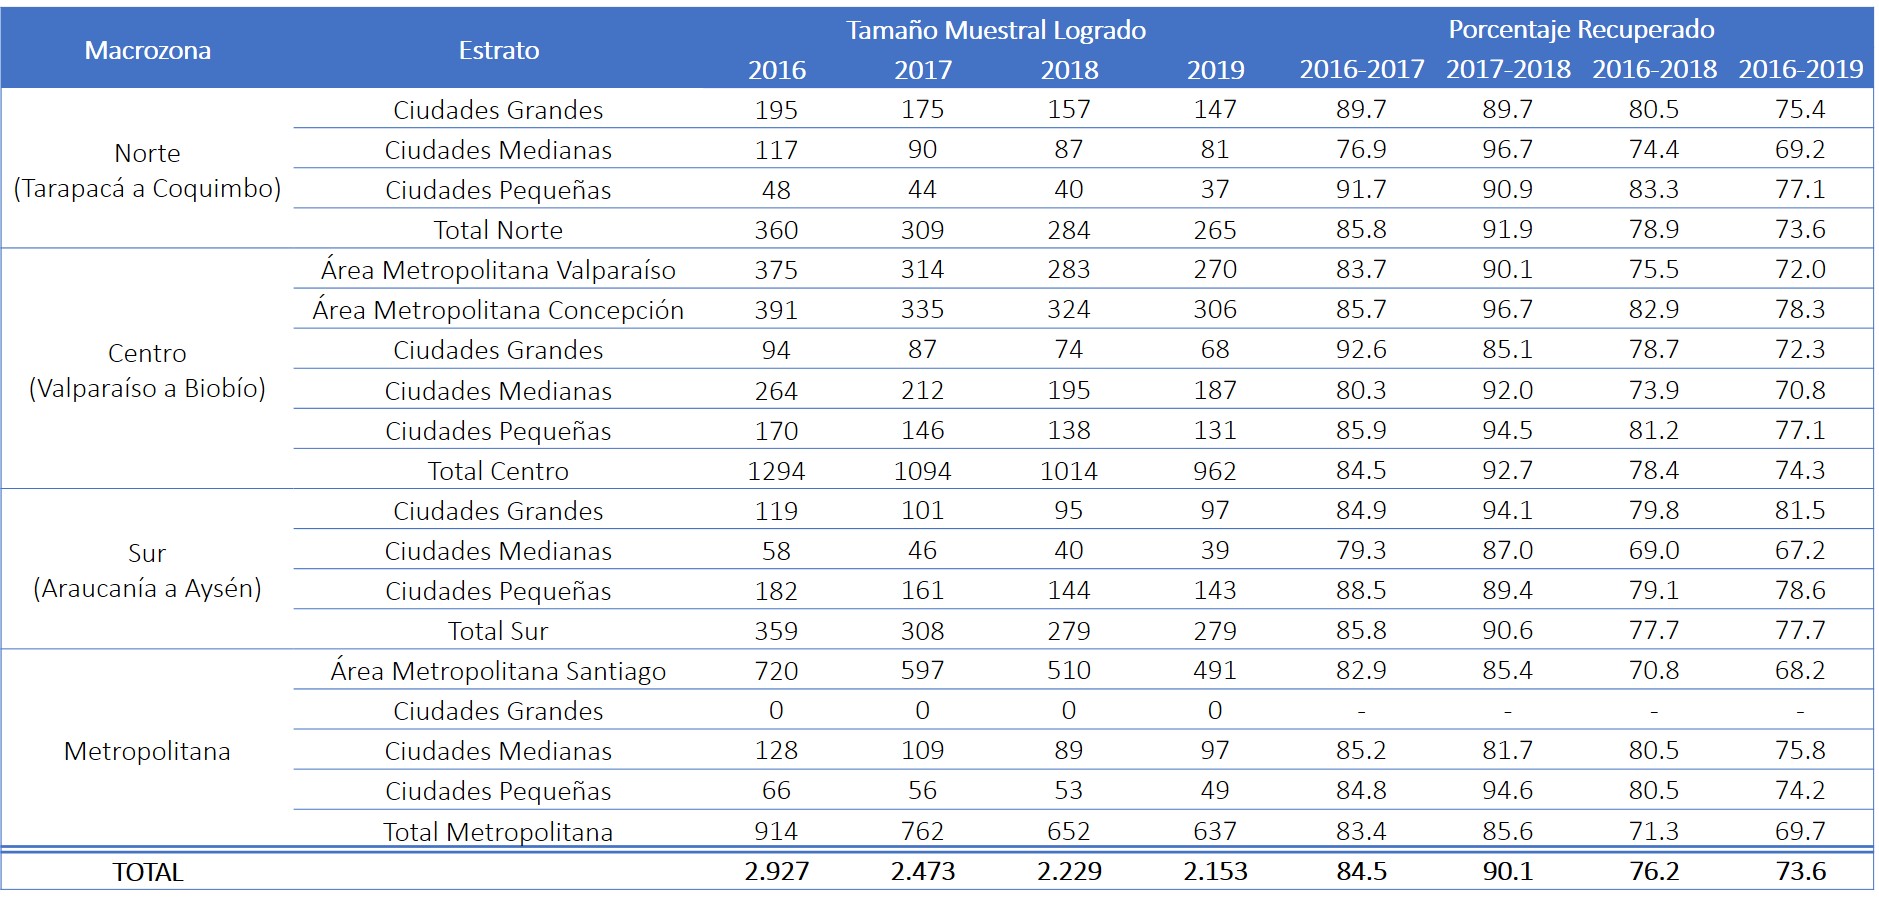 Macrozona Estrato Tamaño Muestral Logrado Porcentaje Recuperado
2016 2017 2018 2019 2016-2017 2017-2018 2016-2018 2016-2019
Norte
(Tarapacá a Coquimbo)
Ciudades Grandes 195 175 157 147 89.7 89.7 80.5 75.4
Ciudades Medianas 117 90 87 81 76.9 96.7 74.4 69.2
Ciudades Pequeñas 48 44 40 37 91.7 90.9 83.3 77.1
Total Norte 360 309 284 265 85.8 91.9 78.9 73.6
Centro
(Valparaíso a Biobío)
Área Metropolitana Valparaíso 375 314 283 270 83.7 90.1 75.5 72.0
Área Metropolitana Concepción 391 335 324 306 85.7 96.7 82.9 78.3
Ciudades Grandes 94 87 74 68 92.6 85.1 78.7 72.3
Ciudades Medianas 264 212 195 187 80.3 92.0 73.9 70.8
Ciudades Pequeñas 170 146 138 131 85.9 94.5 81.2 77.1
Total Centro 1294 1094 1014 962 84.5 92.7 78.4 74.3
Sur
(Araucanía a Aysén)
Ciudades Grandes 119 101 95 97 84.9 94.1 79.8 81.5
Ciudades Medianas 58 46 40 39 79.3 87.0 69.0 67.2
Ciudades Pequeñas 182 161 144 143 88.5 89.4 79.1 78.6
Total Sur 359 308 279 279 85.8 90.6 77.7 77.7
Metropolitana
Área Metropolitana Santiago 720 597 510 491 82.9 85.4 70.8 68.2
Ciudades Grandes 0 0 0 0 - - - -
Ciudades Medianas 128 109 89 97 85.2 81.7 80.5 75.8
Ciudades Pequeñas 66 56 53 49 84.8 94.6 80.5 74.2
Total Metropolitana 914 762 652 637 83.4 85.6 71.3 69.7
TOTAL 2.927 2.473 2.229 2.153 84.5 90.1 76.2 73.6